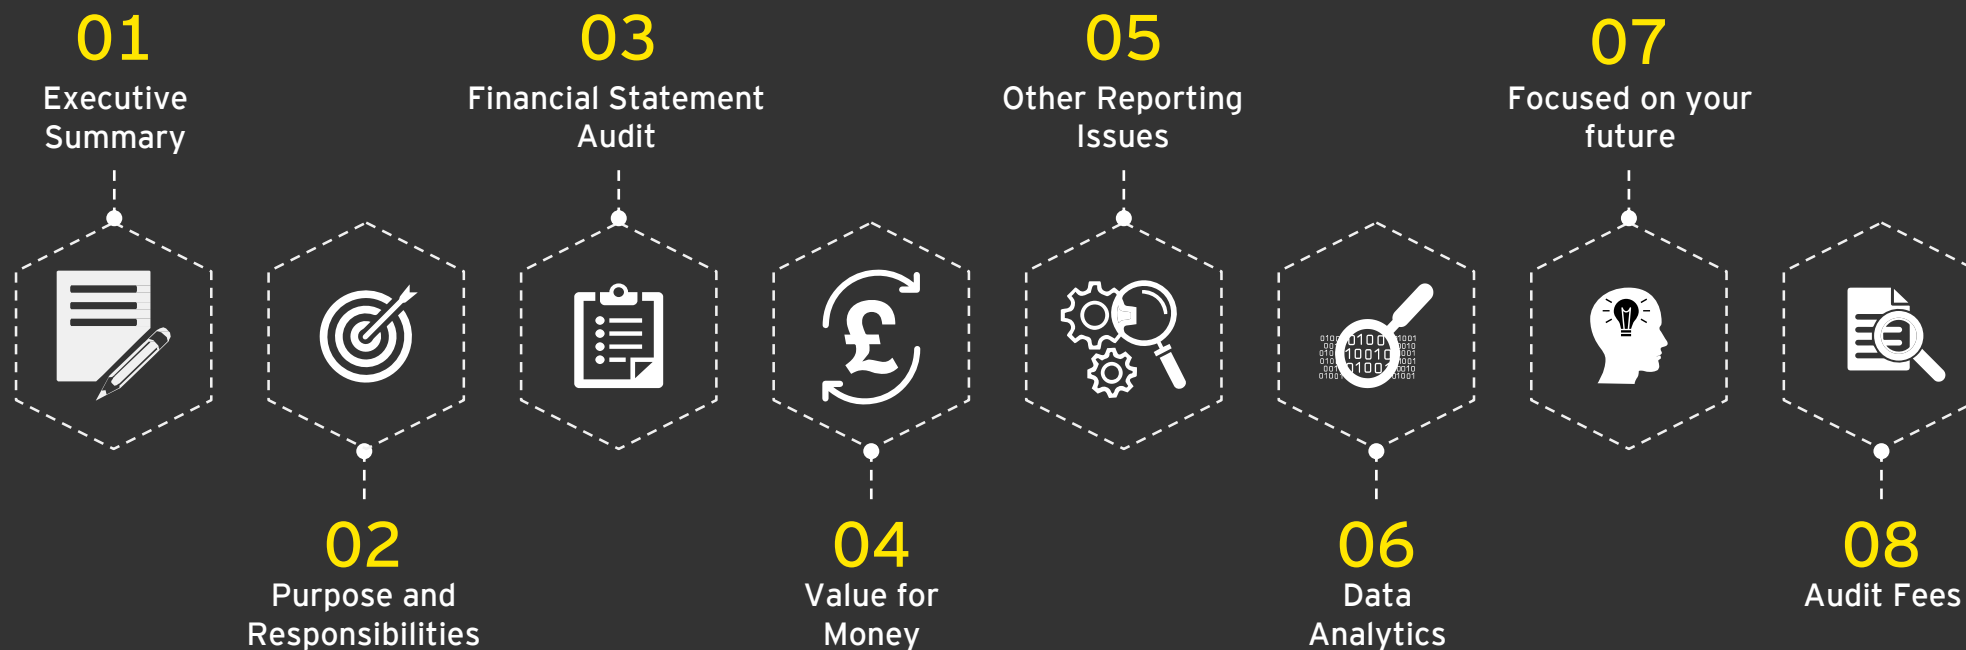 01
Executive
Summary
02
Purpose and
Responsibilities
03
Financial Statement
Audit
04
Value for
Money
05
Other Reporting
Issues
06
Data
Analytics
07
Focused on your
future
08
Audit Fees